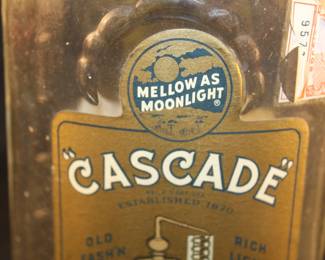 MELLOW AS
MOONLIGHT®
"CASCADE"
ESTABLISHED 1870
OLD
RICH
957